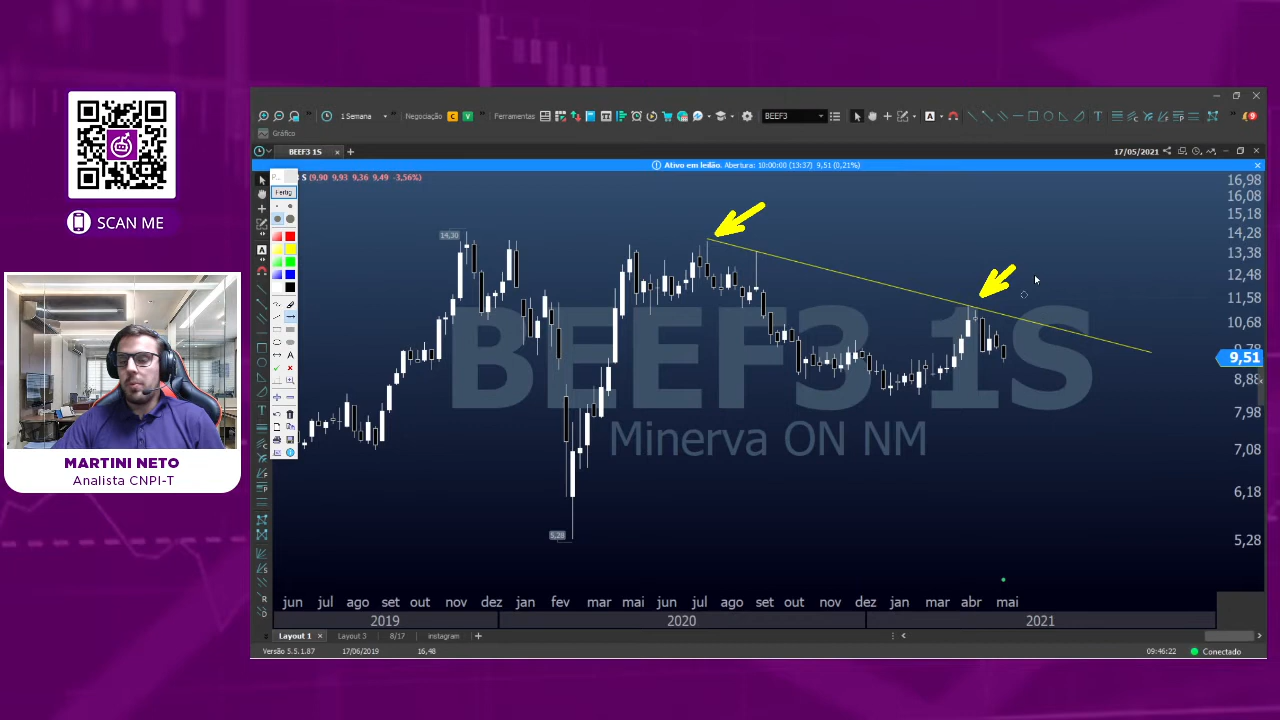 SCAN ME
MARTINI NETO
Analista CNPI-T
1 Semana
Negociação
C
V
Ferramentas
BEEF3
A
T
9
Gráfico
BEEF3 1S
17/05/2021
Ativo em leilão. Abertura: 10:00:00 (13:37) 9,51 (0,21%)
P...
S (9,90 9,93 9,36 9,49 -3,56%)
Fertig
14,30
5,28
BEEF3 1S
Minerva ON NM
16,98
16,08
15,18
14,28
13,38
12,48
11,58
10,68
9,78
9,51
8,88
7,98
7,08
6,18
5,28
jun jul ago set out nov dez jan fev mar mai jun jul ago set out nov dez jan mar abr mai
2019 2020 2021
Layout 1
Layout 3
8/17
instagram
Versão 5.5.1.87
17/06/2019
16,48
09:46:22
Conectado